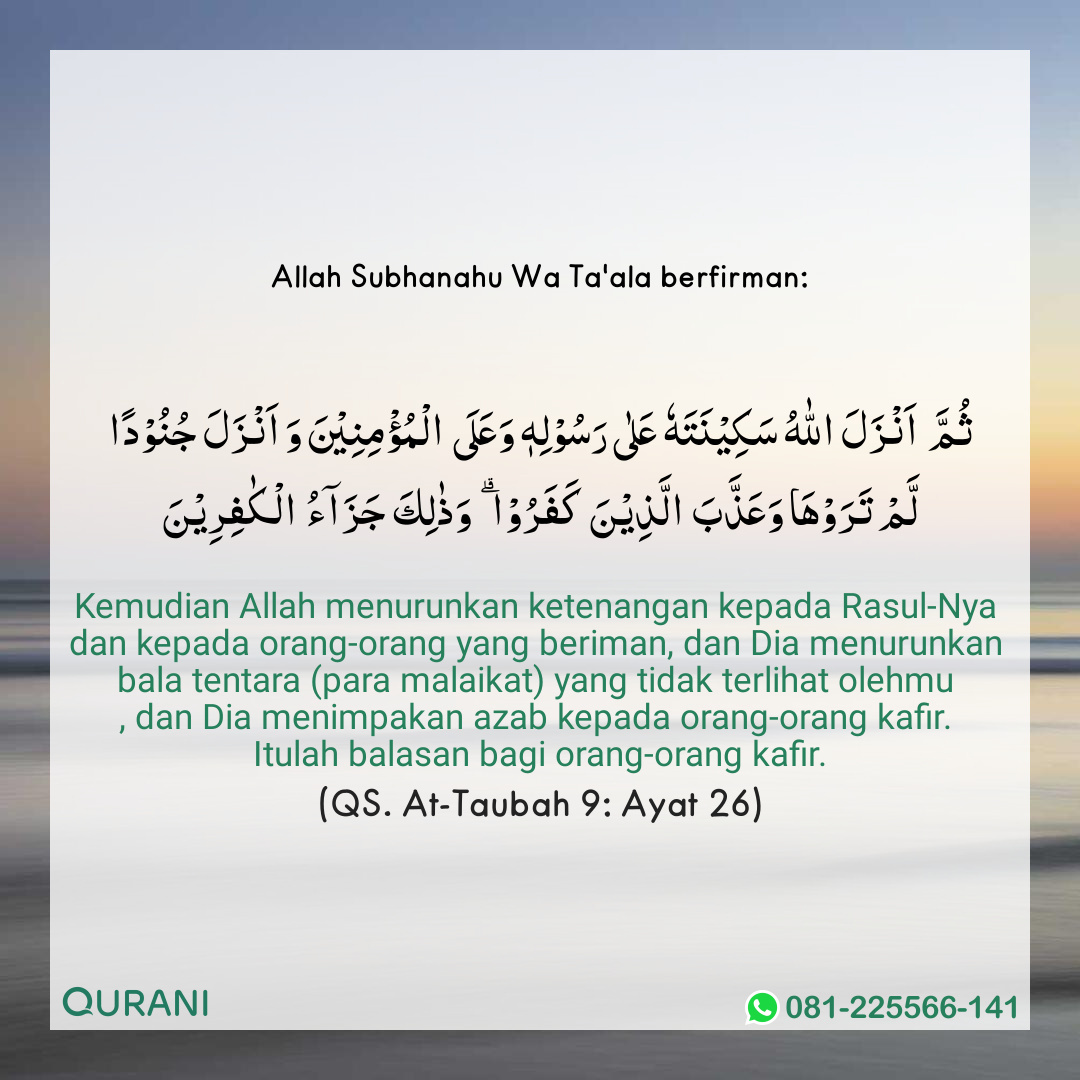 Allah Subhanahu Wa Ta'ala berfirman:
ثُمَّ اَنْزَلَ اللّٰهُ سَكِيْنَتَهٗ عَلٰى رَسُوْلِهٖ وَعَلَى الْمُؤْمِنِيْنَ وَ اَنْزَلَ جُنُوْدًا
لَّمْ تَرَوْهَا وَعَذَّبَ الَّذِيْنَ كَفَرُوْا ۗ وَذٰلِكَ جَزَآءُ الْكٰفِرِيْنَ
Kemudian Allah menurunkan ketenangan kepada Rasul-Nya
dan kepada orang-orang yang beriman, dan Dia menurunkan
bala tentara (para malaikat) yang tidak terlihat olehmu
, dan Dia menimpakan azab kepada orang-orang kafir.
Itulah balasan bagi orang-orang kafir.
(QS. At-Taubah 9: Ayat 26)
QURANI
081-225566-141